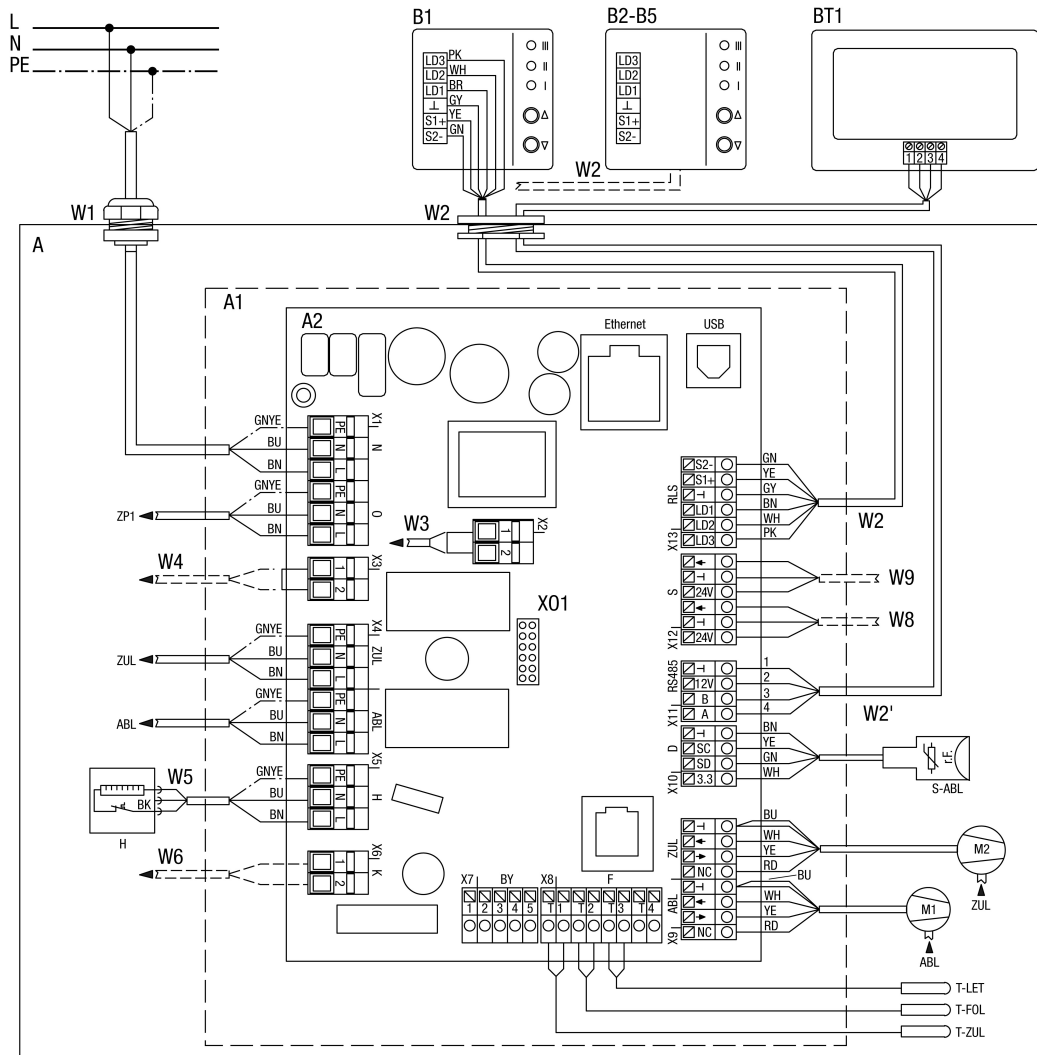 L
N
PE
B1
B2-B5
BT1
LD3
LD2
LD1
⊥
S1+
S2-
PK
WH
BR
GY
YE
GN
III
II
I
LD3
LD2
LD1
⊥
S1+
S2-
III
II
I
1 2 3 4
W2
W1
W2
A
A1
A2
Ethernet
USB
X1
GNYE PE
BU N N
BN L
GNYE PE
ZP1 BU N O
BN L
W3
1
2
X2
W4
1
2
X3
X01
X4
GNYE PE
ZUL BU N ZUL
BN L
GNYE PE
ABL BU N ABL
BN L
X5
W5
GNYE PE
BU N H
BN L
BK
H
W6
1
2
X6
K
RLS
X13
S2- GN
S1+ YE
⊥ GY
LD1 BN
LD2 WH
LD3 PK
W2
S
X12
⊥
24V
W9
⊥
24V
W8
RS485
X11
⊥ 1
12V 2
B 3
A 4
W2'
D
X10
⊥ BN
SC YE
SD GN
3.3 WH
r.F.
S-ABL
ZUL
⊥ BU
WH
YE
NC RD
M2
ZUL
ABL
X9
⊥ BU
WH
YE
NC RD
M1
ABL
X7 BY X8 F
1 2 3 4 5 T 1 T 2 T 3 T 4
T-LET
T-FOL
T-ZUL